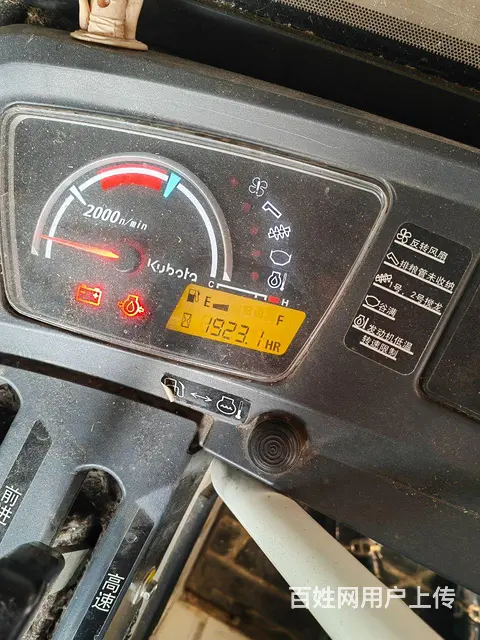 2000n/min
Kubota
C
H
E
F
1923.1HR
反转风扇
排粮管未收纳
1号，2号搅龙
谷满
发动机低温
转速限制
前进
高速
百姓网用户上传